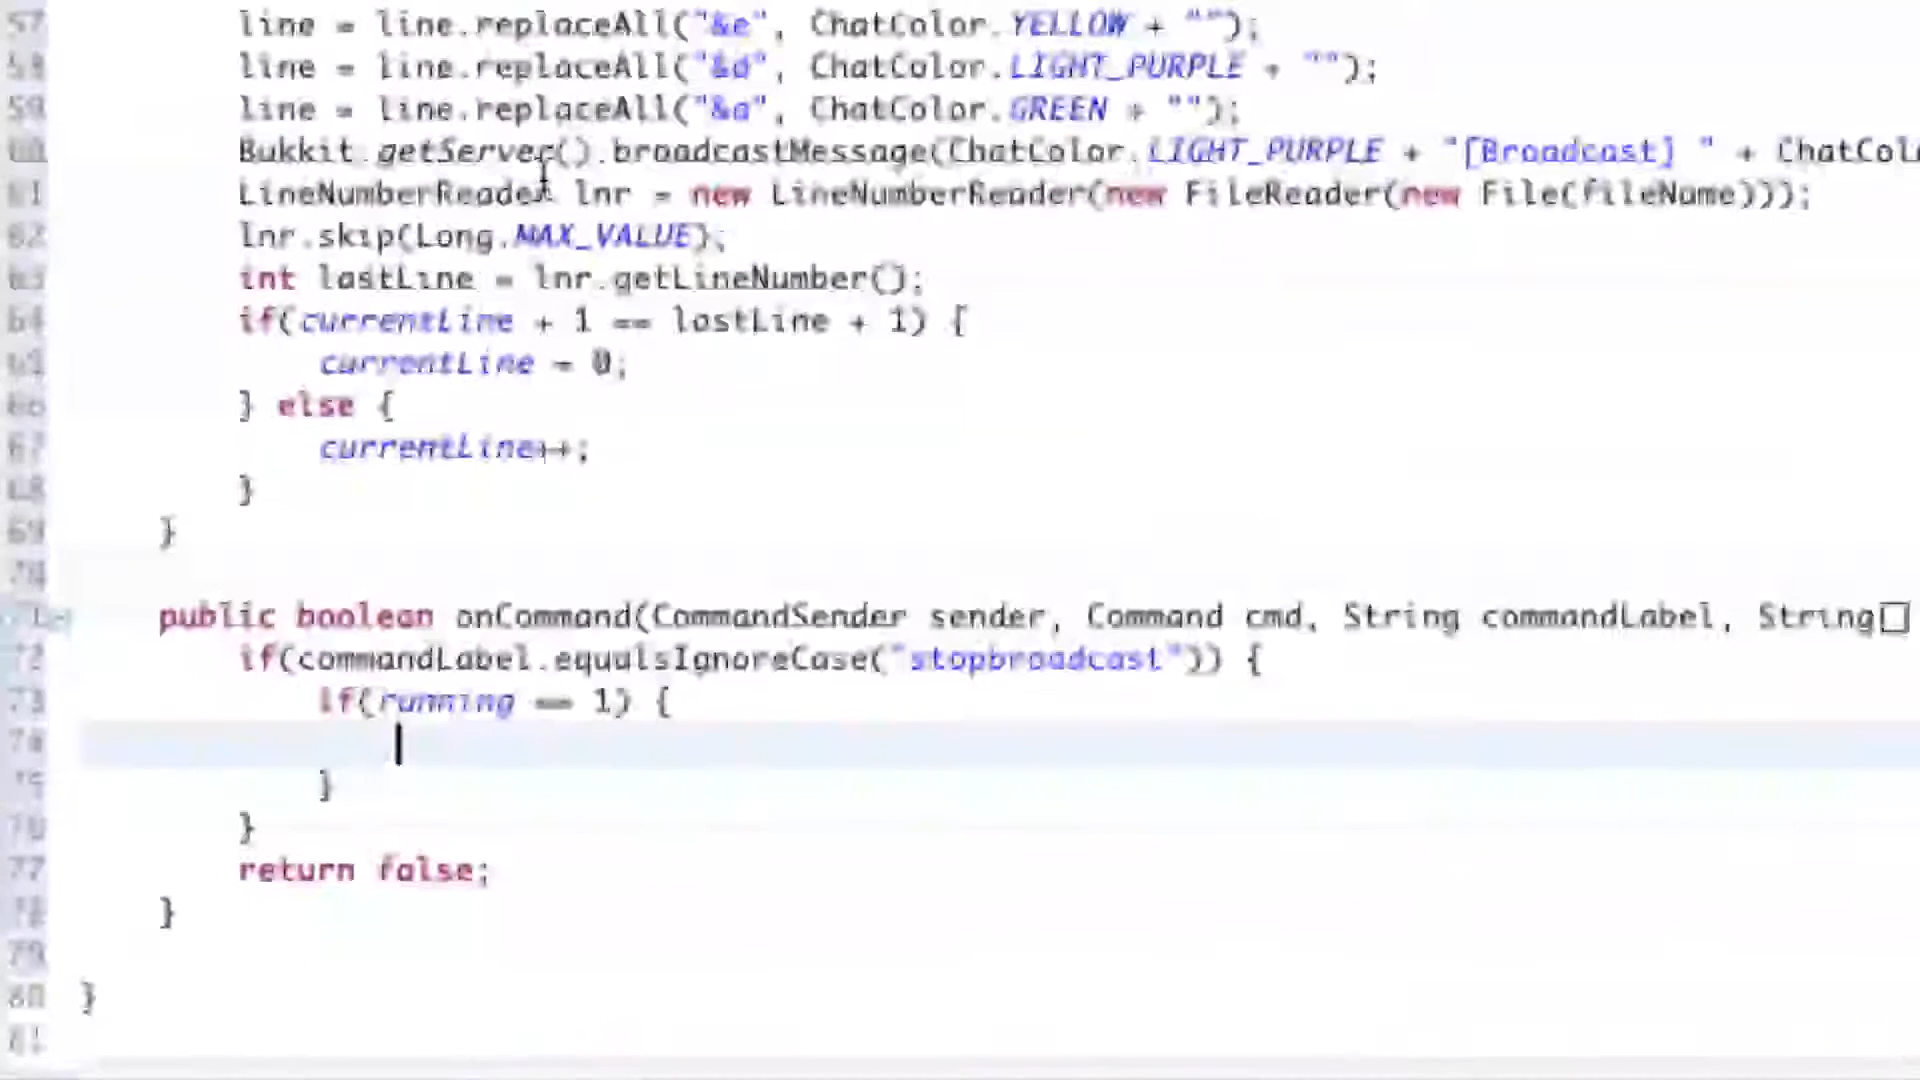 57 line = line.replaceAll("&e", ChatColor.YELLOW + "");
58 line = line.replaceAll("&d", ChatColor.LIGHT_PURPLE + "");
59 line = line.replaceAll("&a", ChatColor.GREEN + "");
60 Bukkit.getServer().broadcastMessage(ChatColor.LIGHT_PURPLE + "[Broadcast] " + ChatCol
61 LineNumberReader lnr = new LineNumberReader(new FileReader(new File(fileName)));
62 lnr.skip(Long.MAX_VALUE);
63 int lastLine = lnr.getLineNumber();
64 if(currentLine + 1 == lastLine + 1) {
65 currentLine = 0;
66 } else {
67 currentLine++;
68 }
69 }
70
71 public boolean onCommand(CommandSender sender, Command cmd, String commandLabel, String[]
72 if(commandLabel.equalsIgnoreCase("stopbroadcast")) {
73 if(running == 1) {
74
75 }
76 }
77 return false;
78 }
79
80 }
81